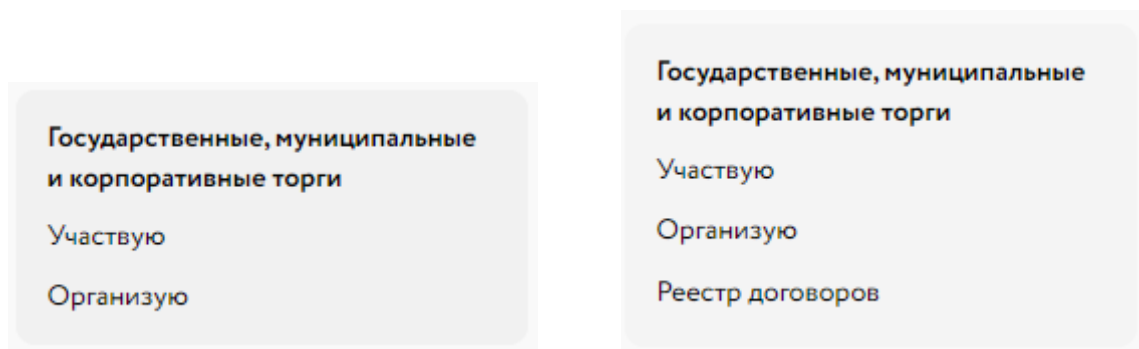 Государственные, муниципальные
и корпоративные торги
Участвую
Организую
Государственные, муниципальные
и корпоративные торги
Участвую
Организую
Реестр договоров